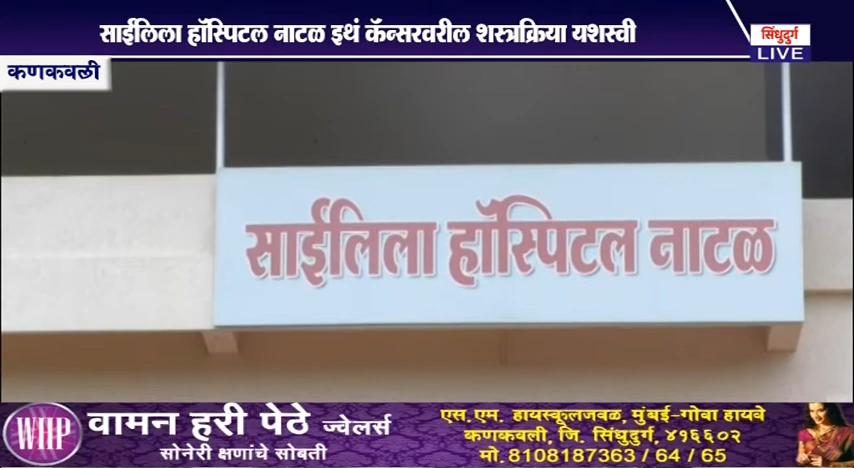 साईलिला हॉस्पिटल नाटळ इथं कॅन्सरवरील शस्त्रक्रिया यशस्वी
सिंधुदुर्ग
LIVE
कणकवली
साईलिला हॉस्पिटल नाटळ
WHP
वामन हरी पेठे ज्वेलर्स
सोनेरी क्षणांचे सोबती
एस. एम. हायस्कूलजवळ, मुंबई-गोवा हायवे
कणकवली, जि. सिंधुदुर्ग, ४१६६०२
मो. 8108187363 / 64 / 65